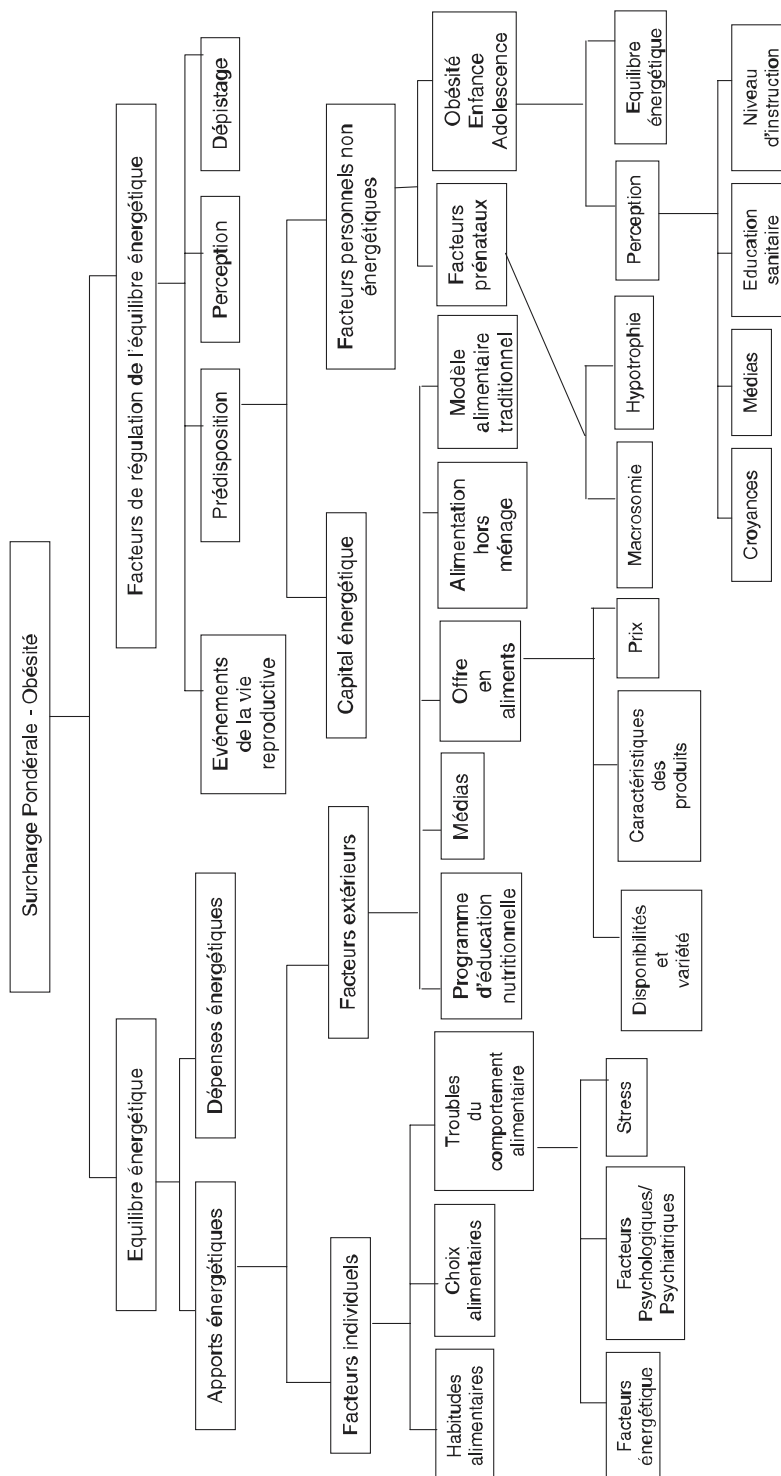 Surcharge Pondérale - Obésité
Equilibre énergétique
Facteurs de régulation de l'équilibre énergétique
Apports énergétiques
Dépenses énergétiques
Evénements
de la vie
reproductive
Prédisposition
Perception
Dépistage
Facteurs individuels
Facteurs extérieurs
Capital énergétique
Facteurs personnels non
énergétiques
Habitudes
alimentaires
Choix
alimentaires
Troubles
du
comportement
alimentaire
Programme
d'éducation
nutritionnelle
Médias
Offre
en
aliments
Alimentation
hors
ménage
Modèle
alimentaire
traditionnel
Facteurs
prénataux
Obésité
Enfance
Adolescence
Facteurs
énergétique
Facteurs
Psychologiques/
Psychiatriques
Stress
Disponibilités
et
variété
Caractéristiques
des
produits
Prix
Macrosomie
Hypotrophie
Perception
Equilibre
énergétique
Croyances
Médias
Education
sanitaire
Niveau
d'instruction